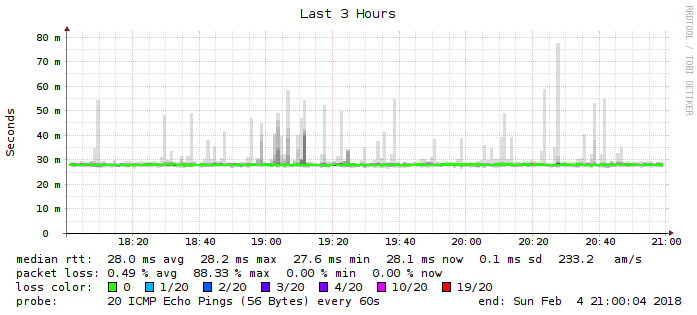 Last 3 Hours
RRDTOOL / TOBI OETIKER
Seconds
80 m
70 m
60 m
50 m
40 m
30 m
20 m
10 m
0
18:20 18:40 19:00 19:20 19:40 20:00 20:20 20:40 21:00
median rtt: 28.0 ms avg 28.2 ms max 27.6 ms min 28.1 ms now 0.1 ms sd 233.2 am/s
packet loss: 0.49 % avg 88.33 % max 0.00 % min 0.00 % now
loss color: 0 1/20 2/20 3/20 4/20 10/20 19/20
probe: 20 ICMP Echo Pings (56 Bytes) every 60s end: Sun Feb 4 21:00:04 2018